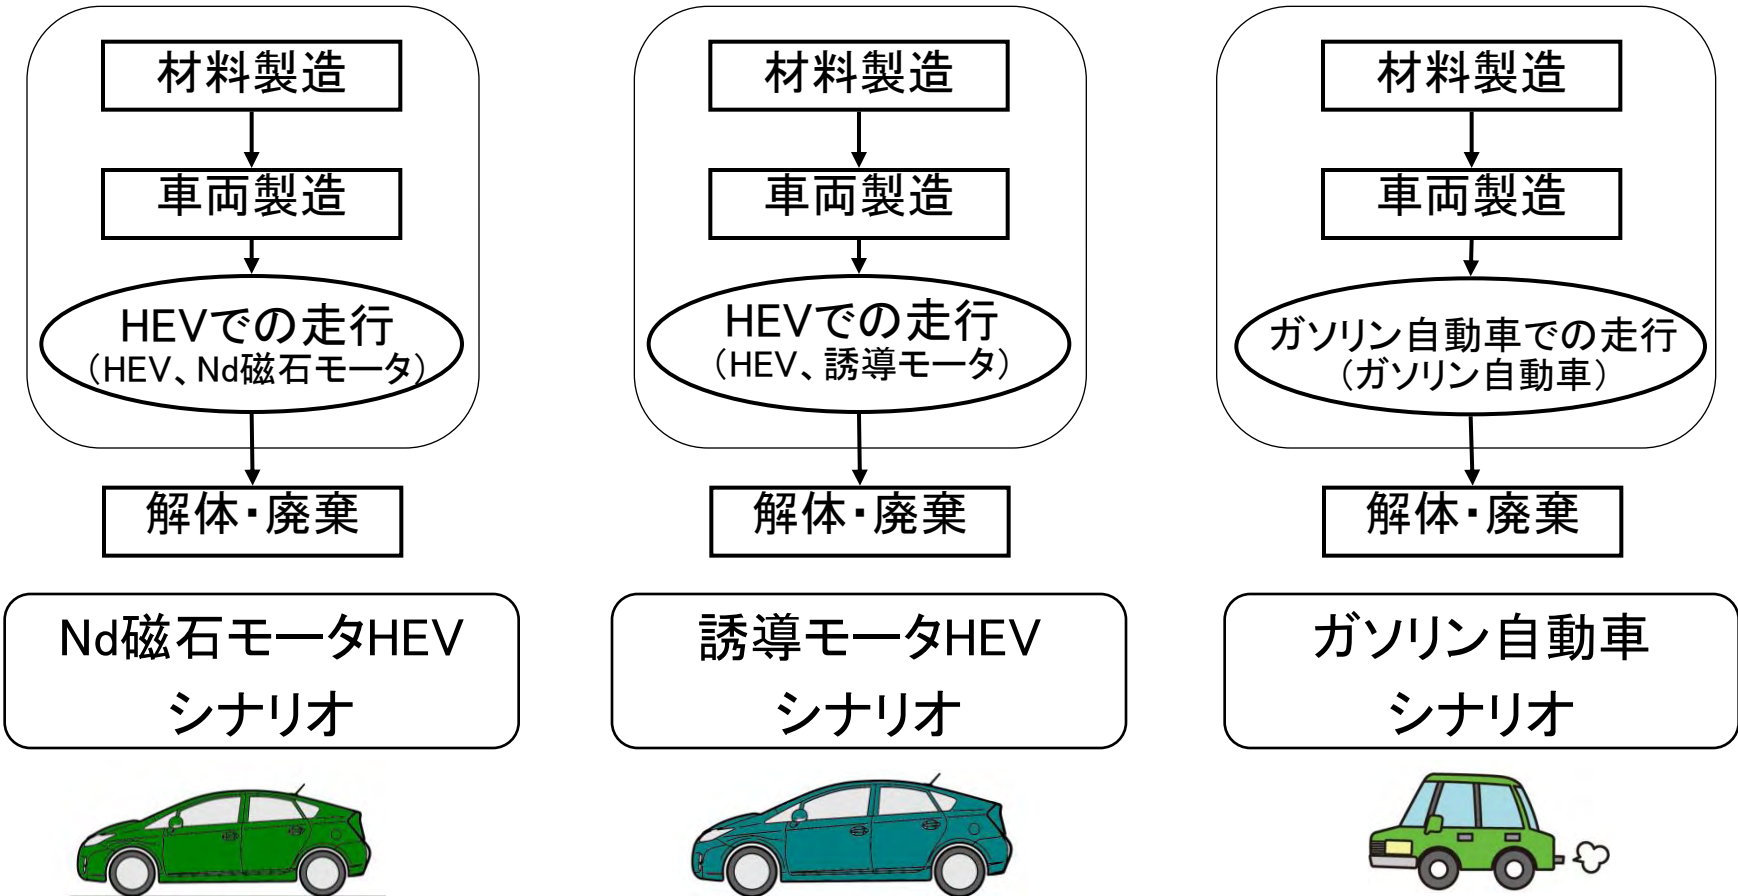 材料製造
車両製造
HEVでの走行
(HEV、Nd磁石モータ)
解体・廃棄
Nd磁石モータHEV
シナリオ
材料製造
車両製造
HEVでの走行
(HEV、誘導モータ)
解体・廃棄
誘導モータHEV
シナリオ
材料製造
車両製造
ガソリン自動車での走行
(ガソリン自動車)
解体・廃棄
ガソリン自動車
シナリオ